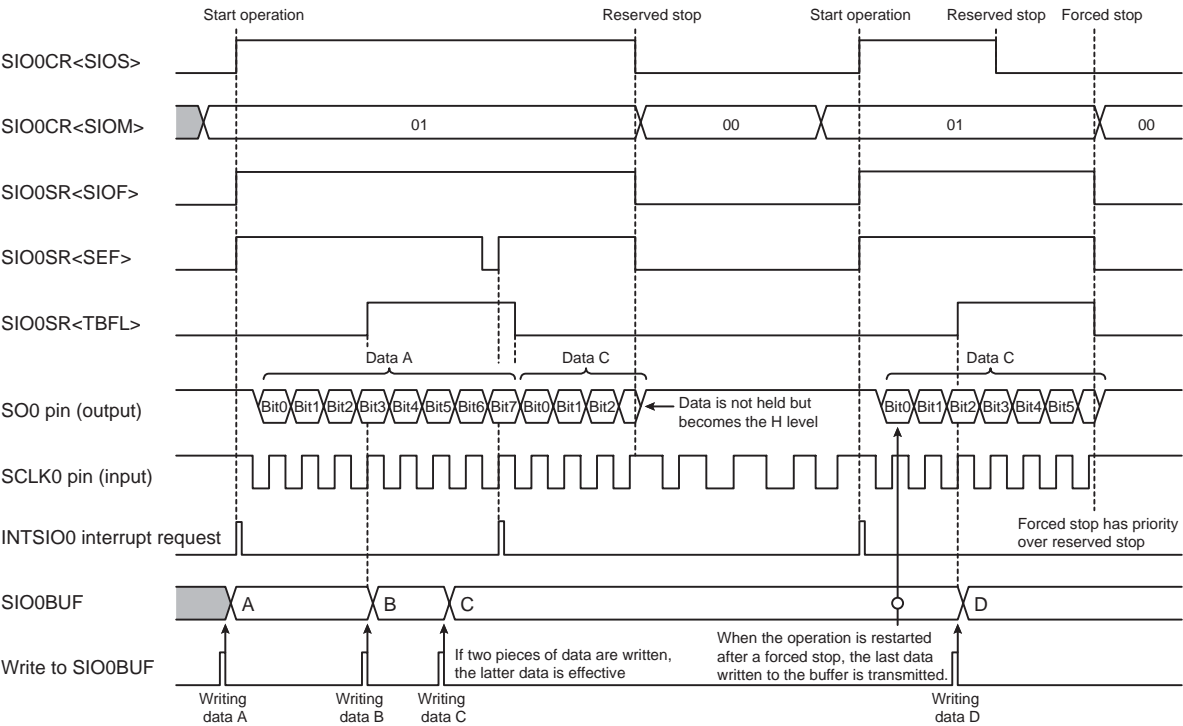 Start operation Reserved stop Start operation Reserved stop Forced stop
SIO0CR<SIOS>
SIO0CR<SIOM> 01 00 01 00
SIO0SR<SIOF>
SIO0SR<SEF>
SIO0SR<TBFL>
Data A Data C Data C
SO0 pin (output) Bit0 Bit1 Bit2 Bit3 Bit4 Bit5 Bit6 Bit7 Bit0 Bit1 Bit2 Data is not held but Bit0 Bit1 Bit2 Bit3 Bit4 Bit5
becomes the H level
SCLK0 pin (input)
INTSIO0 interrupt request
Forced stop has priority
over reserved stop
SIO0BUF A B C D
Write to SIO0BUF
If two pieces of data are written,
the latter data is effective
When the operation is restarted
after a forced stop, the last data
written to the buffer is transmitted.
Writing Writing Writing Writing
data A data B data C data D